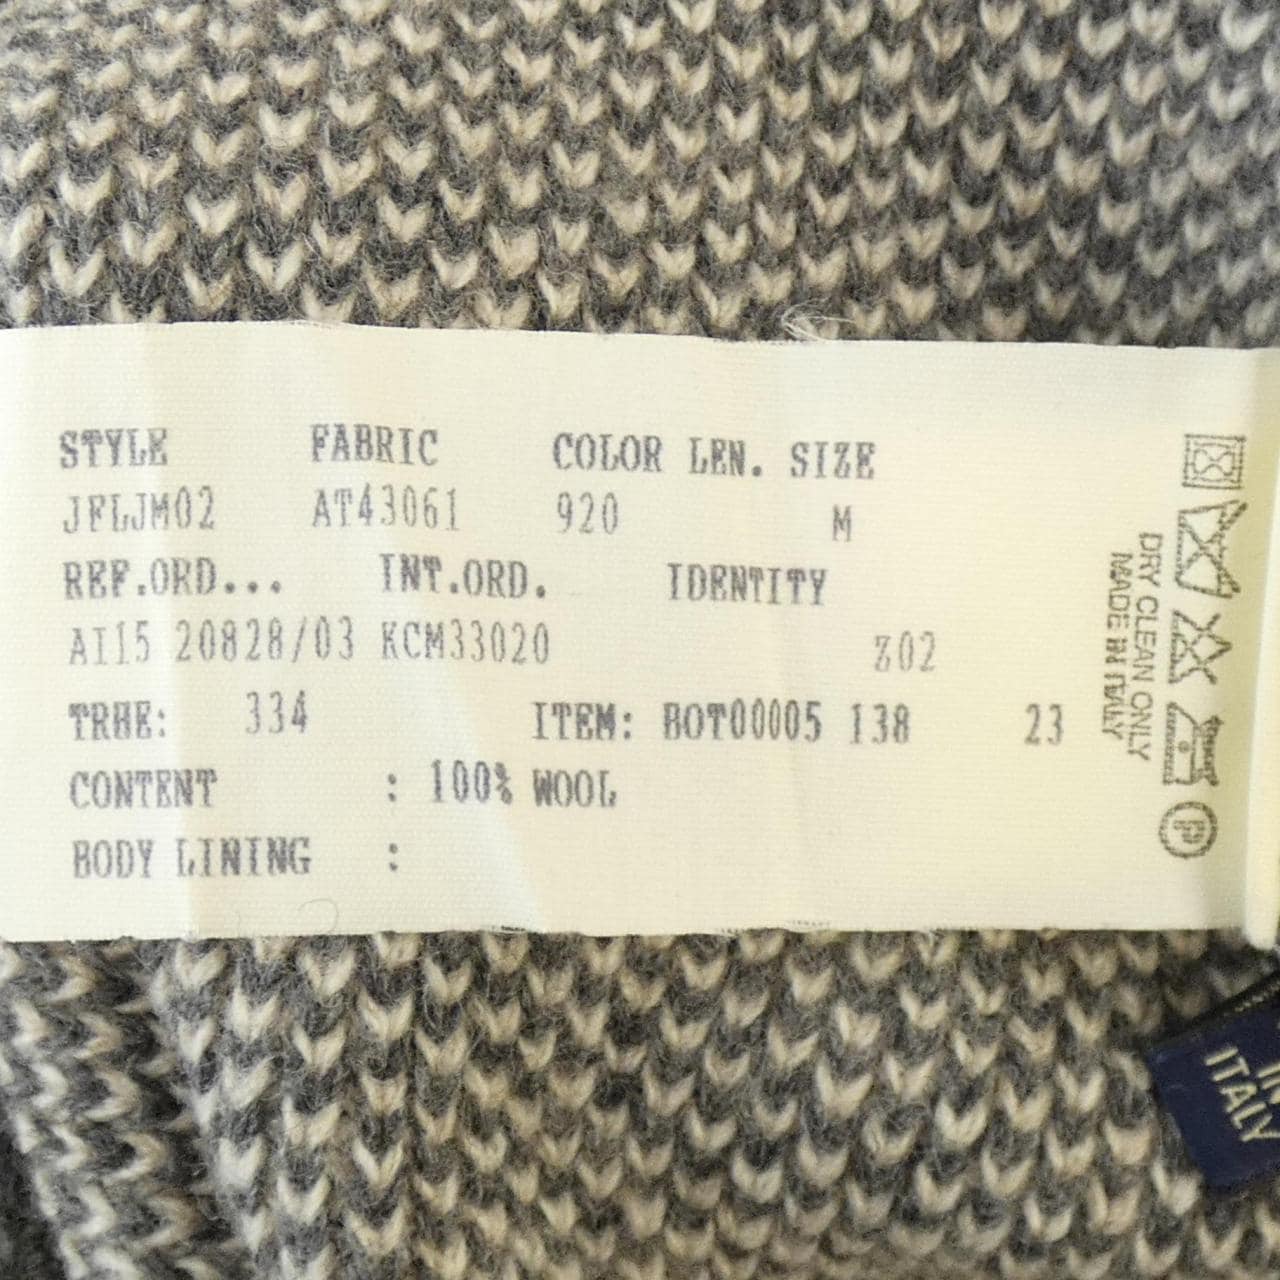 STYLE FABRIC COLOR LEN. SIZE
JFLJM02 AT43061 920 M
REF.ORD... INT.ORD. IDENTITY
AI15 20828/03 KCM33020 Z02
TRBE: 334 ITEM: BOT00005 138 23
CONTENT : 100% WOOL
BODY LINING :
DRY CLEAN ONLY
MADE IN ITALY
P
ITALY